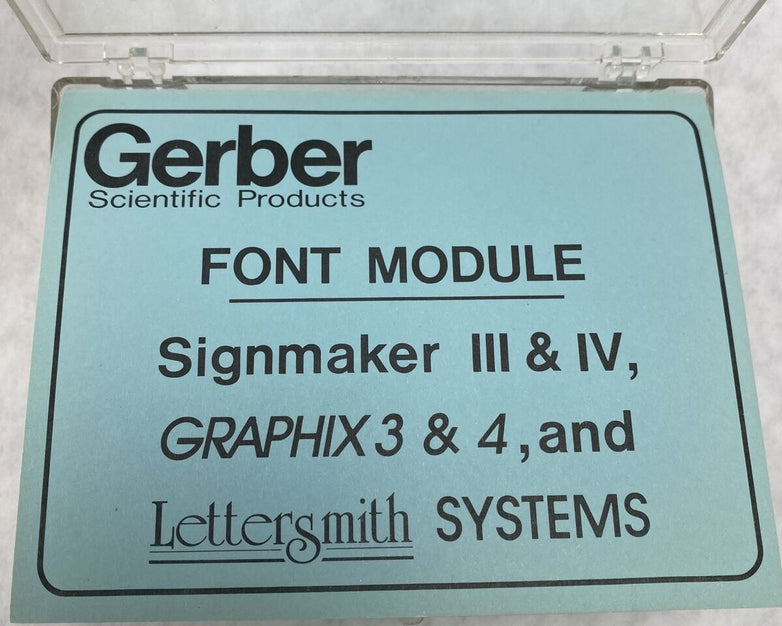 Gerber
Scientific Products
FONT MODULE
Signmaker III & IV,
GRAPHIX 3 & 4, and
Lettersmith SYSTEMS